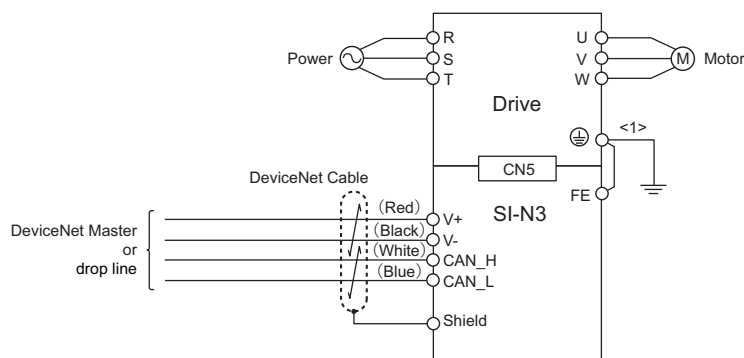 R
U
Power
S
V
M
Motor
T
W
Drive
<1>
CN5
DeviceNet Cable
FE
SI-N3
(Red)
V+
DeviceNet Master
or
drop line
(Black)
V-
(White)
CAN_H
(Blue)
CAN_L
Shield